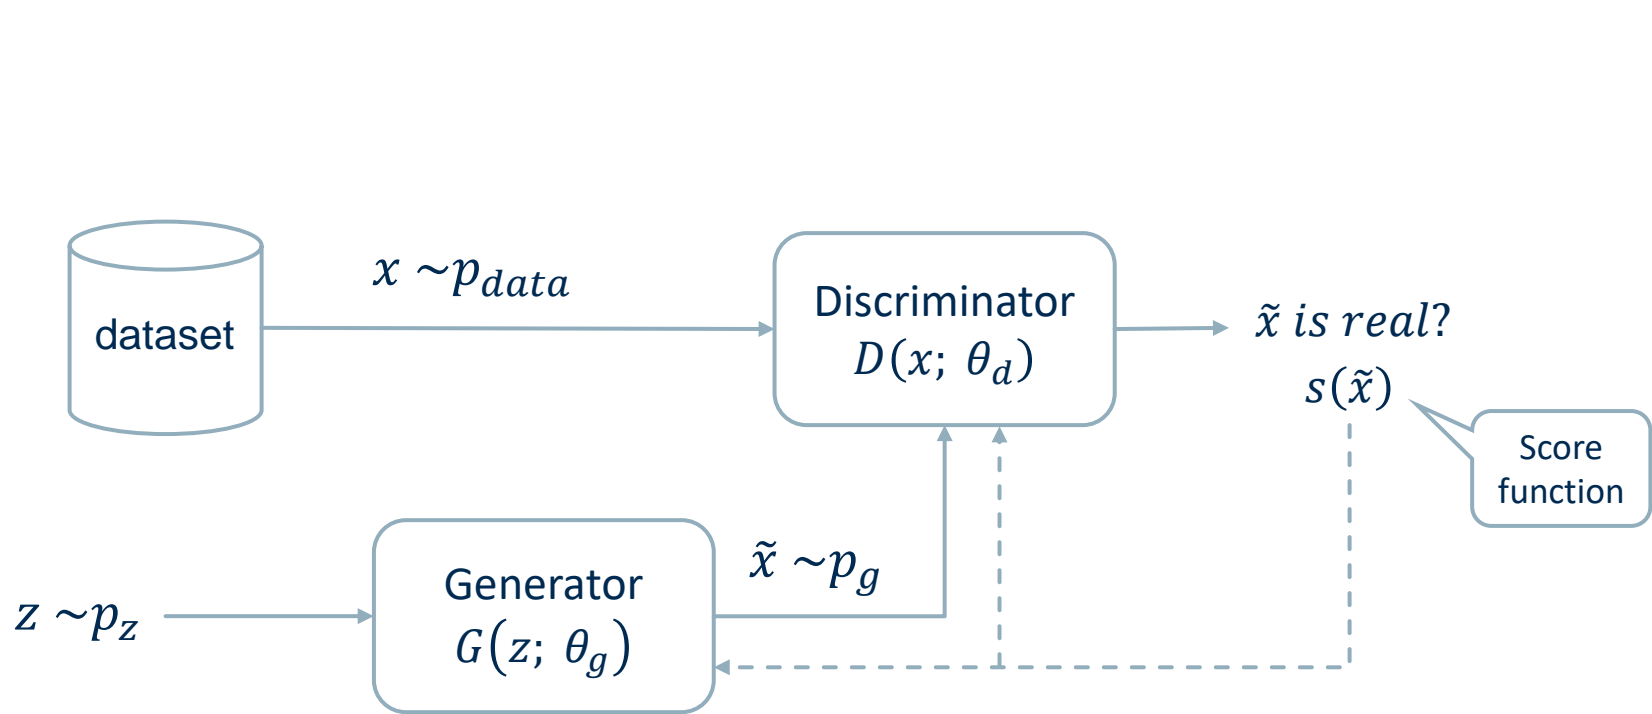 dataset
x ~p_data
Discriminator
D(x; θ_d)
x̃ is real?
s(x̃)
Score
function
z ~p_z
Generator
G(z; θ_g)
x̃ ~p_g